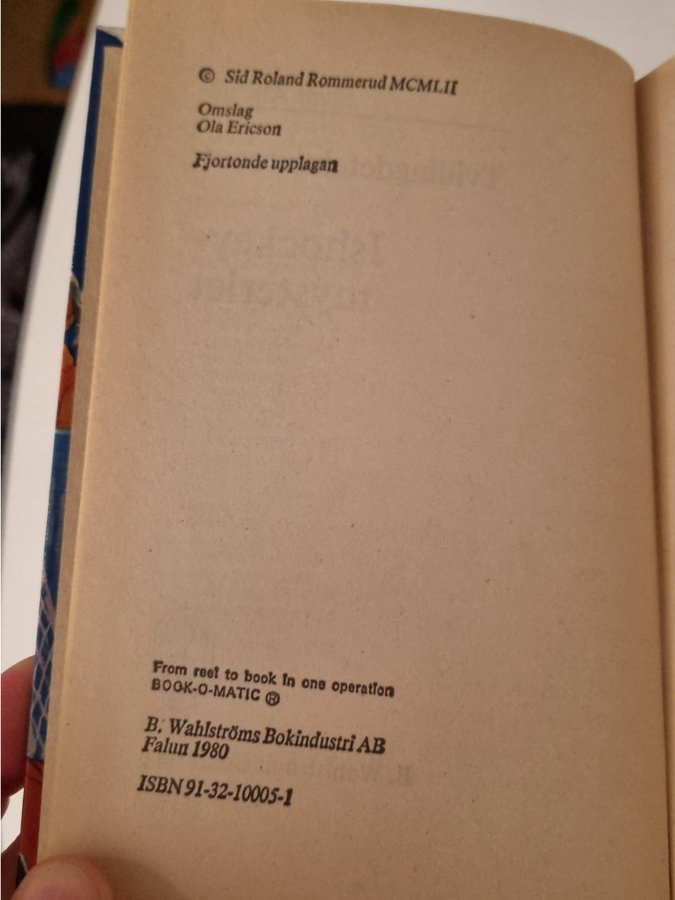 © Sid Roland Rommerud MCMLII
Omslag
Ola Ericson
Fjortonde upplagan
From reel to book in one operation
BOOK-O-MATIC ®
B. Wahlströms Bokindustri AB
Falun 1980
ISBN 91-32-10005-1